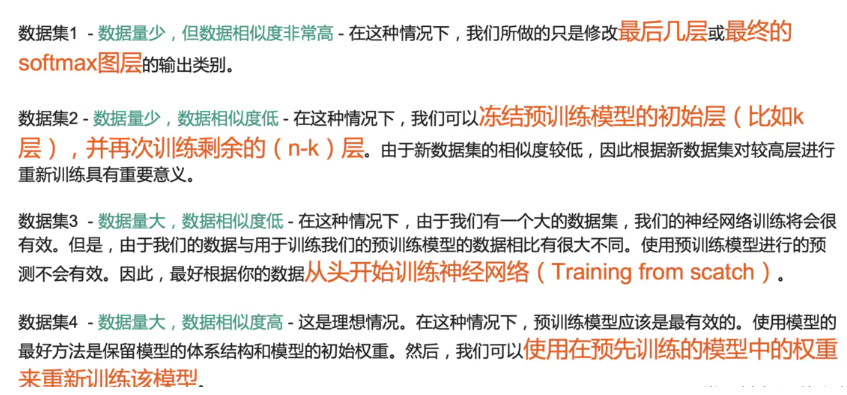 数据集1 - 数据量少，但数据相似度非常高 - 在这种情况下，我们所做的只是修改最后几层或最终的
softmax图层的输出类别。
数据集2 - 数据量少，数据相似度低 - 在这种情况下，我们可以冻结预训练模型的初始层（比如k
层），并再次训练剩余的（n-k）层。由于新数据集的相似度较低，因此根据新数据集对较高层进行
重新训练具有重要意义。
数据集3 - 数据量大，数据相似度低 - 在这种情况下，由于我们有一个大的数据集，我们的神经网络训练将会很
有效。但是，由于我们的数据与用于训练我们的预训练模型的数据相比有很大不同。使用预训练模型进行的预
测不会有效。因此，最好根据你的数据从头开始训练神经网络（Training from scatch）。
数据集4 - 数据量大，数据相似度高 - 这是理想情况。在这种情况下，预训练模型应该是最有效的。使用模型的
最好方法是保留模型的体系结构和模型的初始权重。然后，我们可以使用在预先训练的模型中的权重
来重新训练该模型。